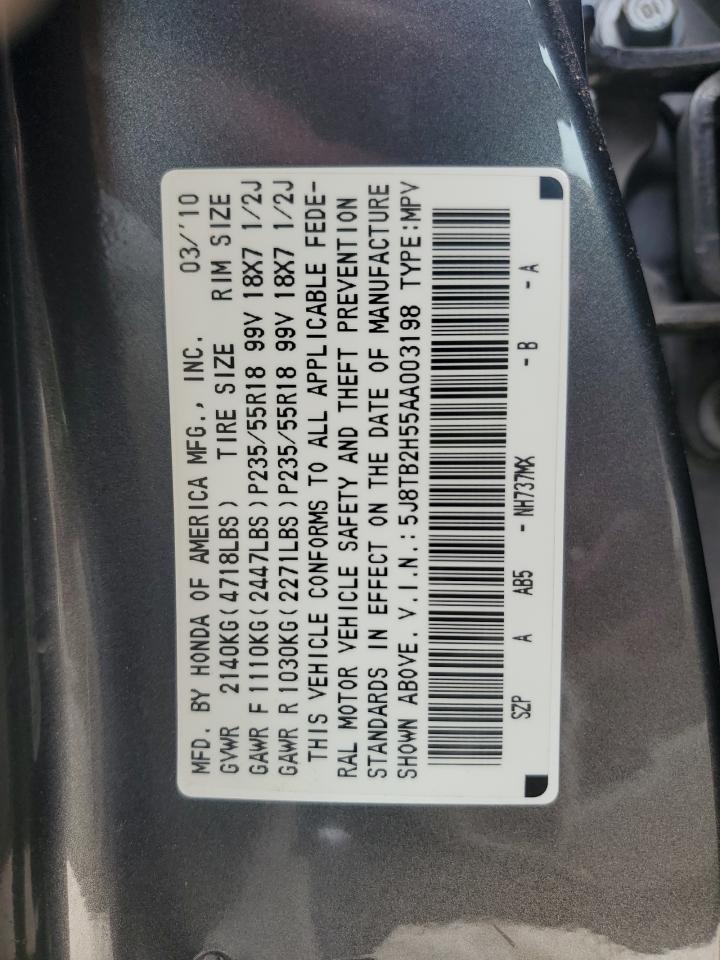 MFD. BY HONDA OF AMERICA MFG., INC. 03/'10
GVWR 2140KG(4718LBS) TIRE SIZE RIM SIZE
GAWR F 1110KG(2447LBS)P235/55R18 99V 18X7 1/2J
GAWR R 1030KG(2271LBS)P235/55R18 99V 18X7 1/2J
THIS VEHICLE CONFORMS TO ALL APPLICABLE FEDE-
RAL MOTOR VEHICLE SAFETY AND THEFT PREVENTION
STANDARDS IN EFFECT ON THE DATE OF MANUFACTURE
SHOWN ABOVE. V.I.N.:5J8TB2H55AA003198 TYPE:MPV
SZP A AB5 - NH737MX - B - A